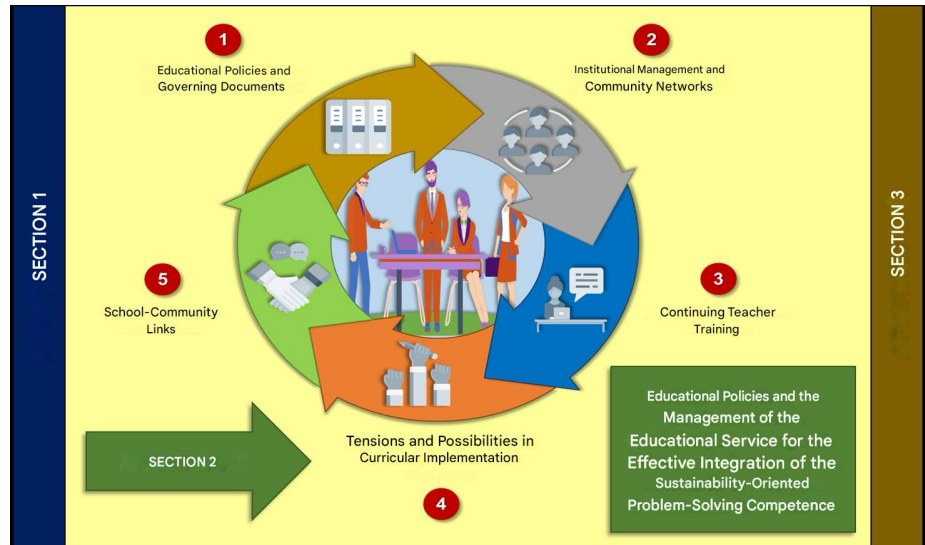 SECTION 1
1
Educational Policies and
Governing Documents
2
Institutional Management and
Community Networks
3
Continuing Teacher
Training
Tensions and Possibilities in
Curricular Implementation
4
5
School-Community
Links
SECTION 2
Educational Policies and the
Management of the
Educational Service for the
Effective Integration of the
Sustainability-Oriented
Problem-Solving Competence
SECTION 3